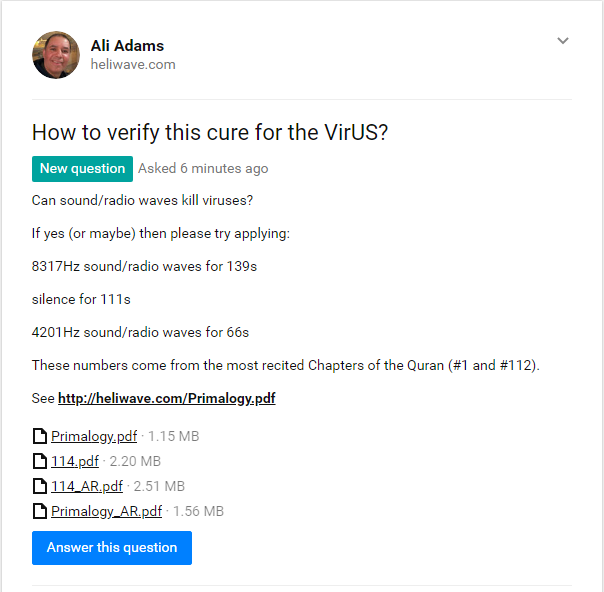 Ali Adams
heliwave.com
How to verify this cure for the VirUS?
New question Asked 6 minutes ago
Can sound/radio waves kill viruses?
If yes (or maybe) then please try applying:
8317Hz sound/radio waves for 139s
silence for 111s
4201Hz sound/radio waves for 66s
These numbers come from the most recited Chapters of the Quran (#1 and #112).
See http://heliwave.com/Primalogy.pdf
Primalogy.pdf · 1.15 MB
114.pdf · 2.20 MB
114_AR.pdf · 2.51 MB
Primalogy_AR.pdf · 1.56 MB
Answer this question